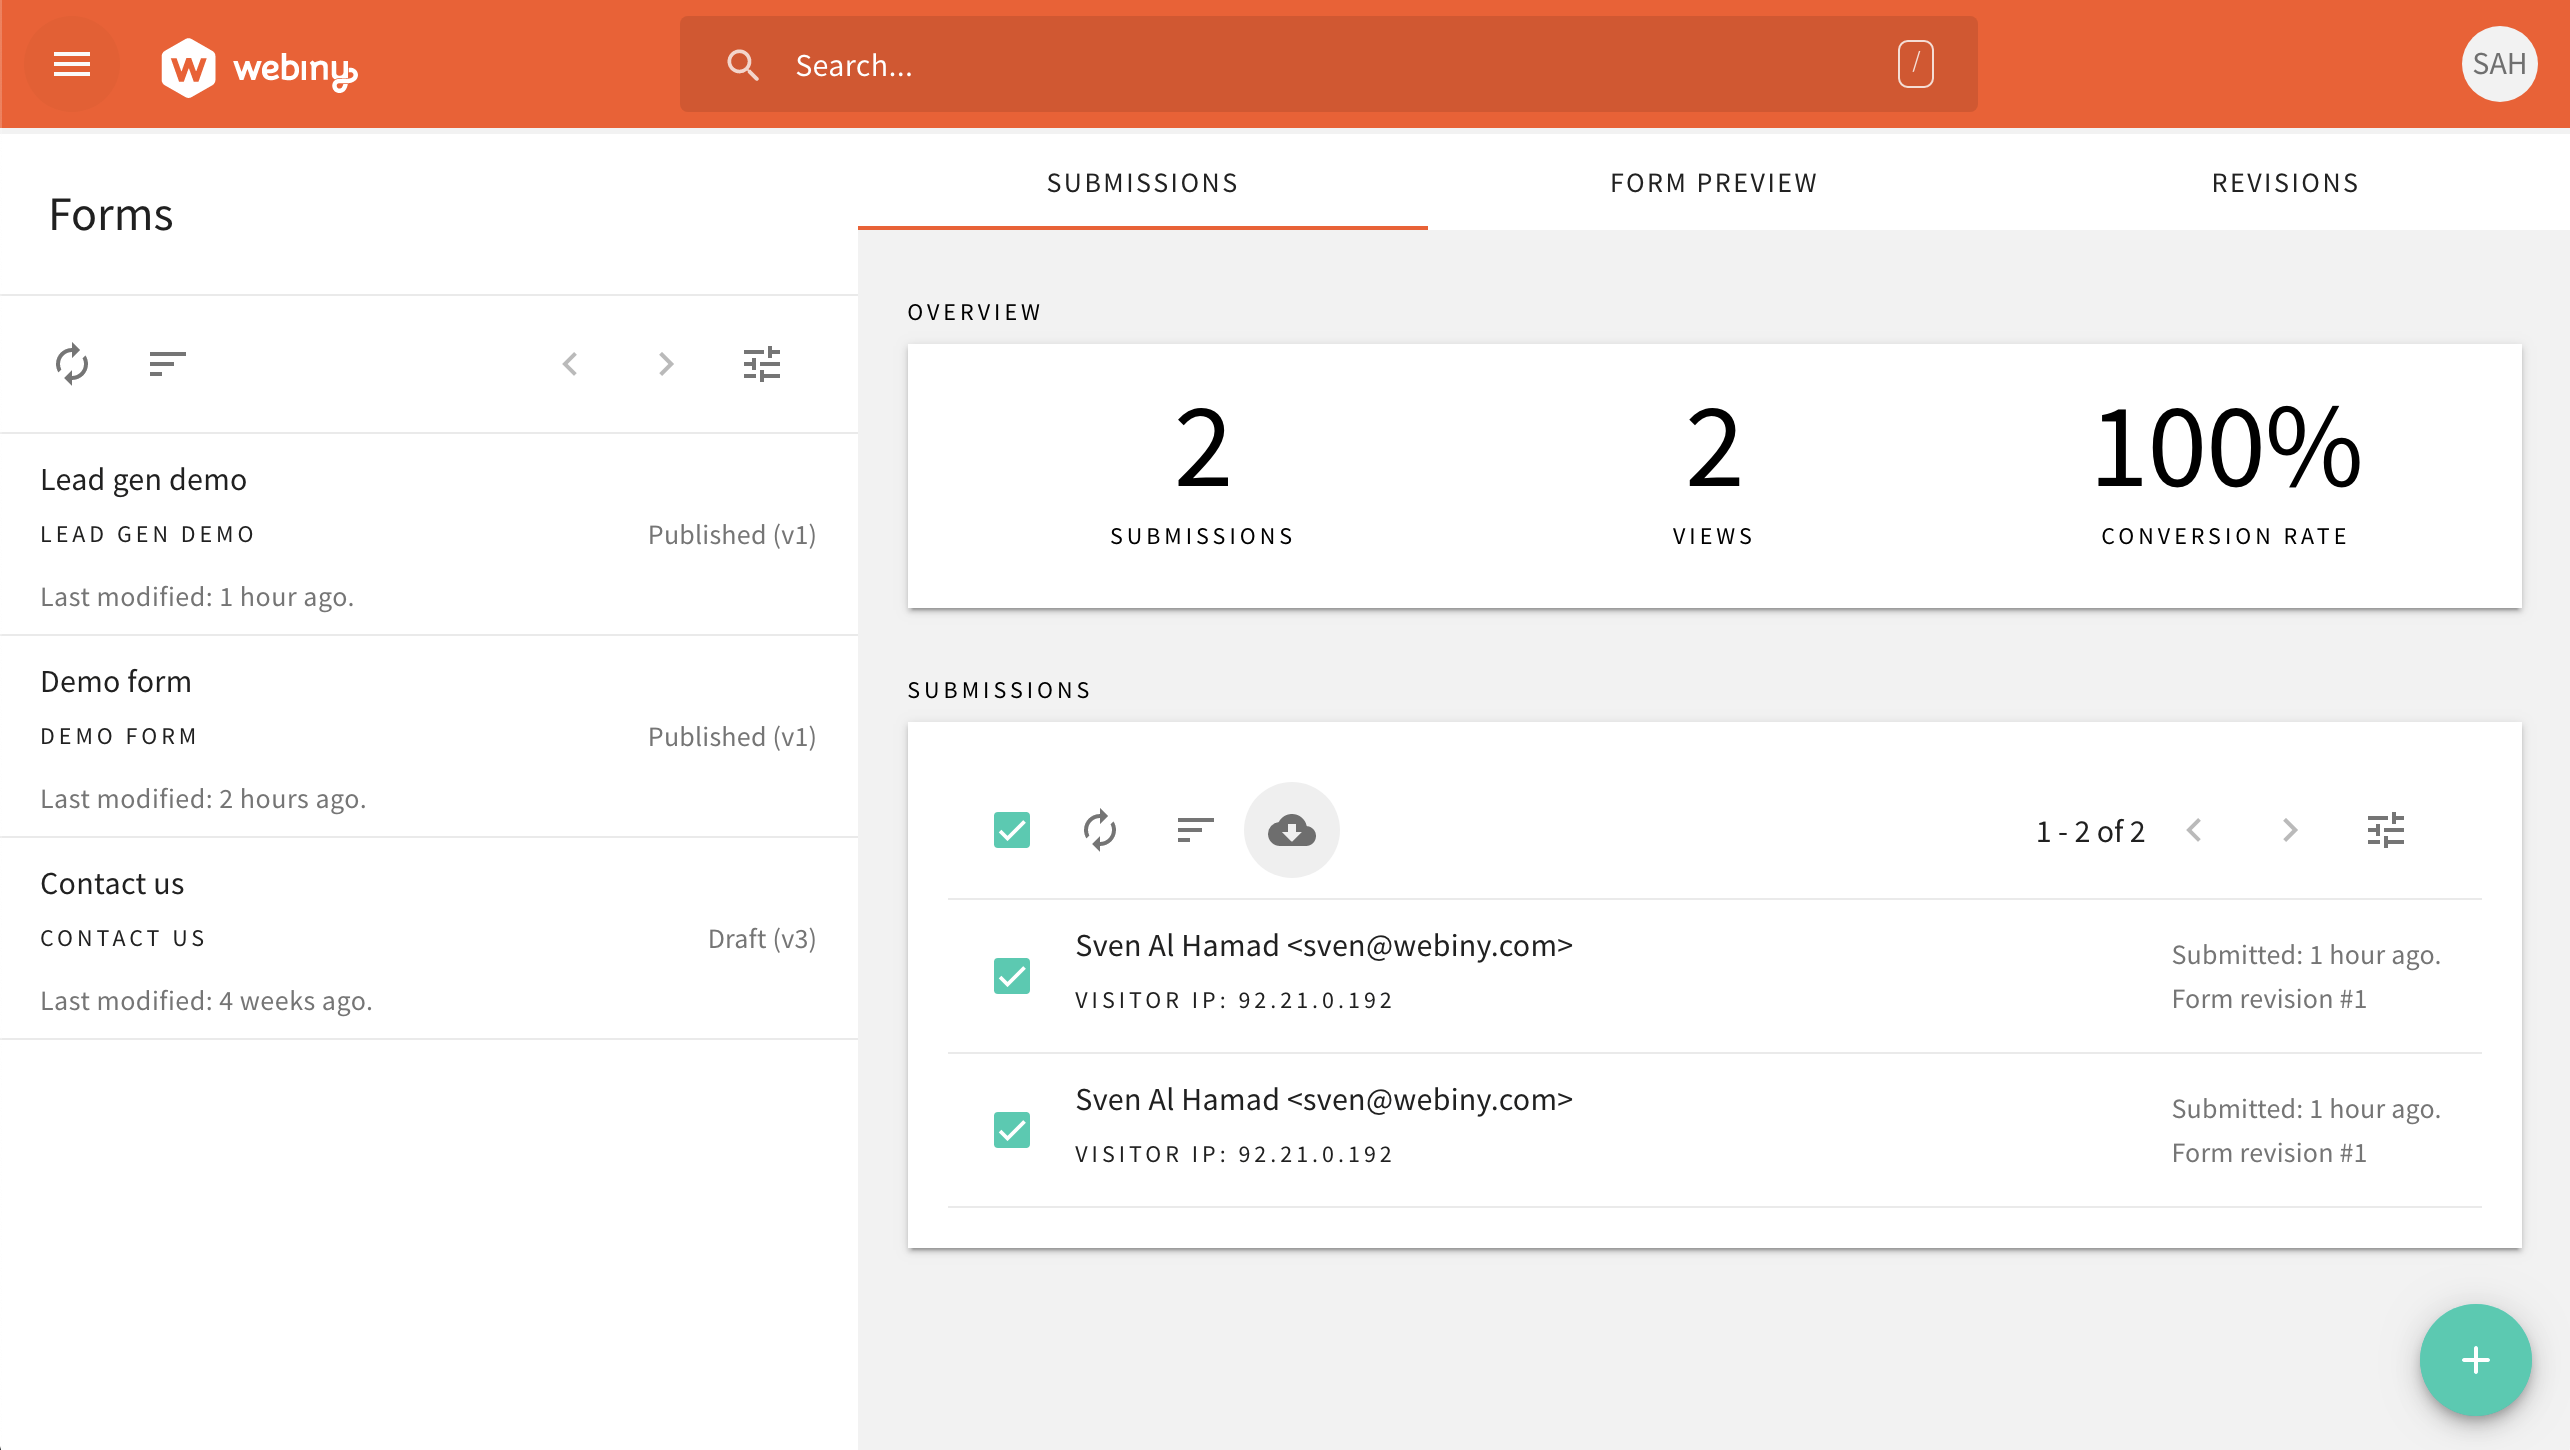 webiny
Search...
/
SAH
Forms
Lead gen demo
LEAD GEN DEMO
Published (v1)
Last modified: 1 hour ago.
Demo form
DEMO FORM
Published (v1)
Last modified: 2 hours ago.
Contact us
CONTACT US
Draft (v3)
Last modified: 4 weeks ago.
SUBMISSIONS
FORM PREVIEW
REVISIONS
OVERVIEW
2
SUBMISSIONS
2
VIEWS
100%
CONVERSION RATE
SUBMISSIONS
1 - 2 of 2
Sven Al Hamad <sven@webiny.com>
VISITOR IP: 92.21.0.192
Submitted: 1 hour ago.
Form revision #1
Sven Al Hamad <sven@webiny.com>
VISITOR IP: 92.21.0.192
Submitted: 1 hour ago.
Form revision #1